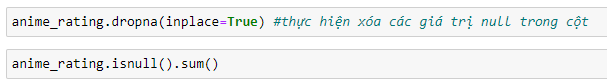 anime_rating.dropna(inplace=True) #thực hiện xóa các giá trị null trong cột
anime_rating.isnull().sum()